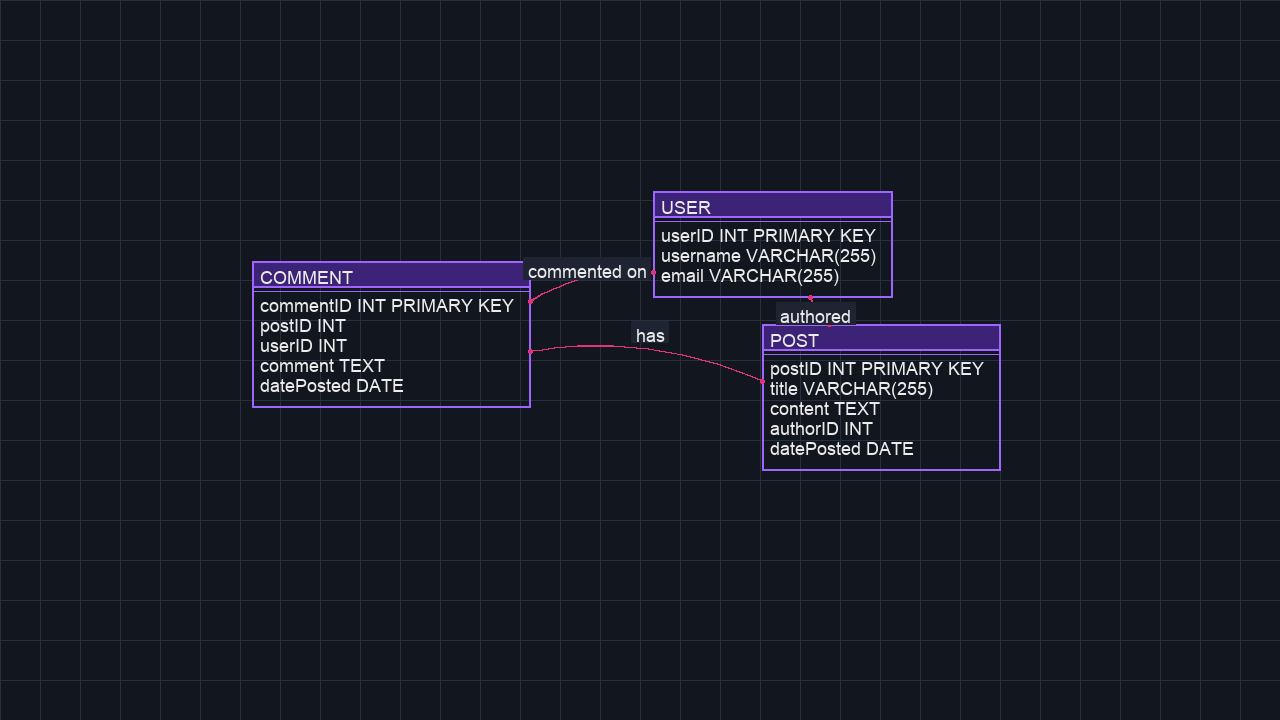 USER
userID INT PRIMARY KEY
username VARCHAR(255)
email VARCHAR(255)
commented on
COMMENT
commentID INT PRIMARY KEY
postID INT
userID INT
comment TEXT
datePosted DATE
has
authored
POST
postID INT PRIMARY KEY
title VARCHAR(255)
content TEXT
authorID INT
datePosted DATE